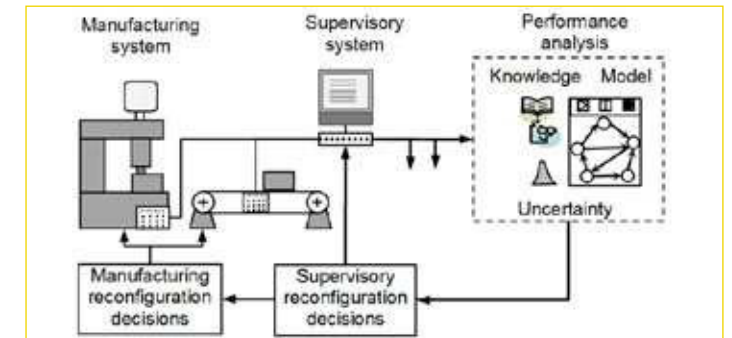 Manufacturing
system
Supervisory
system
Performance
analysis
Knowledge Model
Uncertainty
Manufacturing
reconfiguration
decisions
Supervisory
reconfiguration
decisions